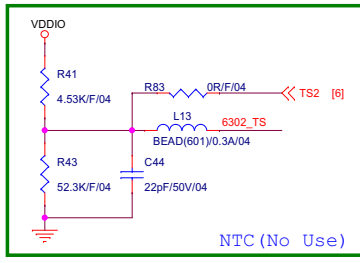 VDDIO
R41
4.53K/F/04
R83 0R/F/04
TS2 [6]
L13
6302_TS
BEAD(601)/0.3A/04
R43
52.3K/F/04
C44
22pF/50V/04
NTC(No Use)